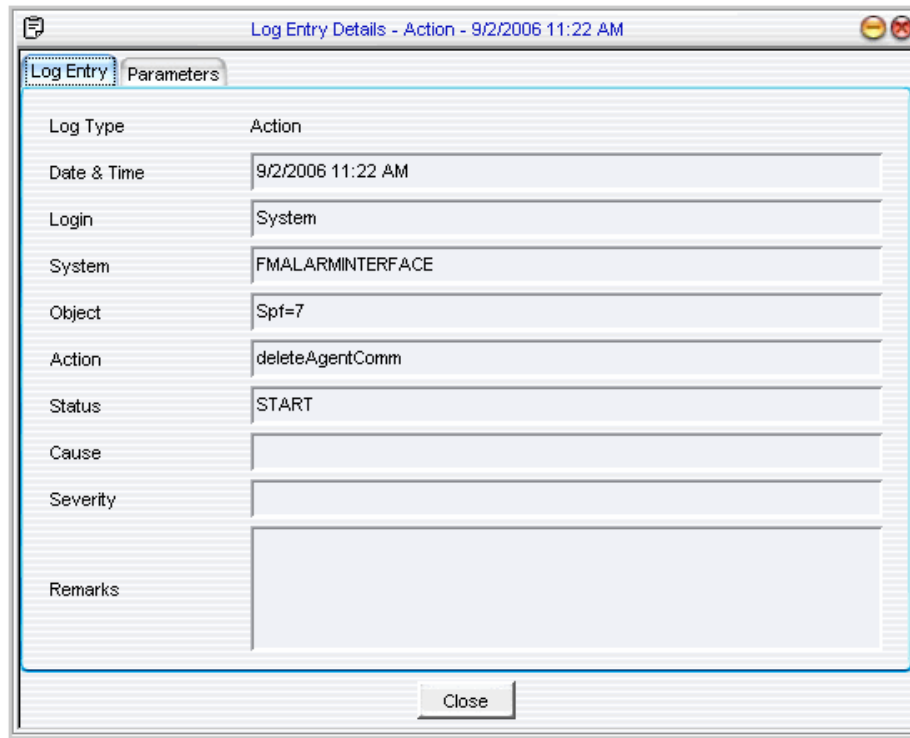 Log Entry Details - Action - 9/2/2006 11:22 AM
Log Entry Parameters
Log Type Action
Date & Time 9/2/2006 11:22 AM
Login System
System FMALARMINTERFACE
Object Spf=7
Action deleteAgentComm
Status START
Cause
Severity
Remarks
Close